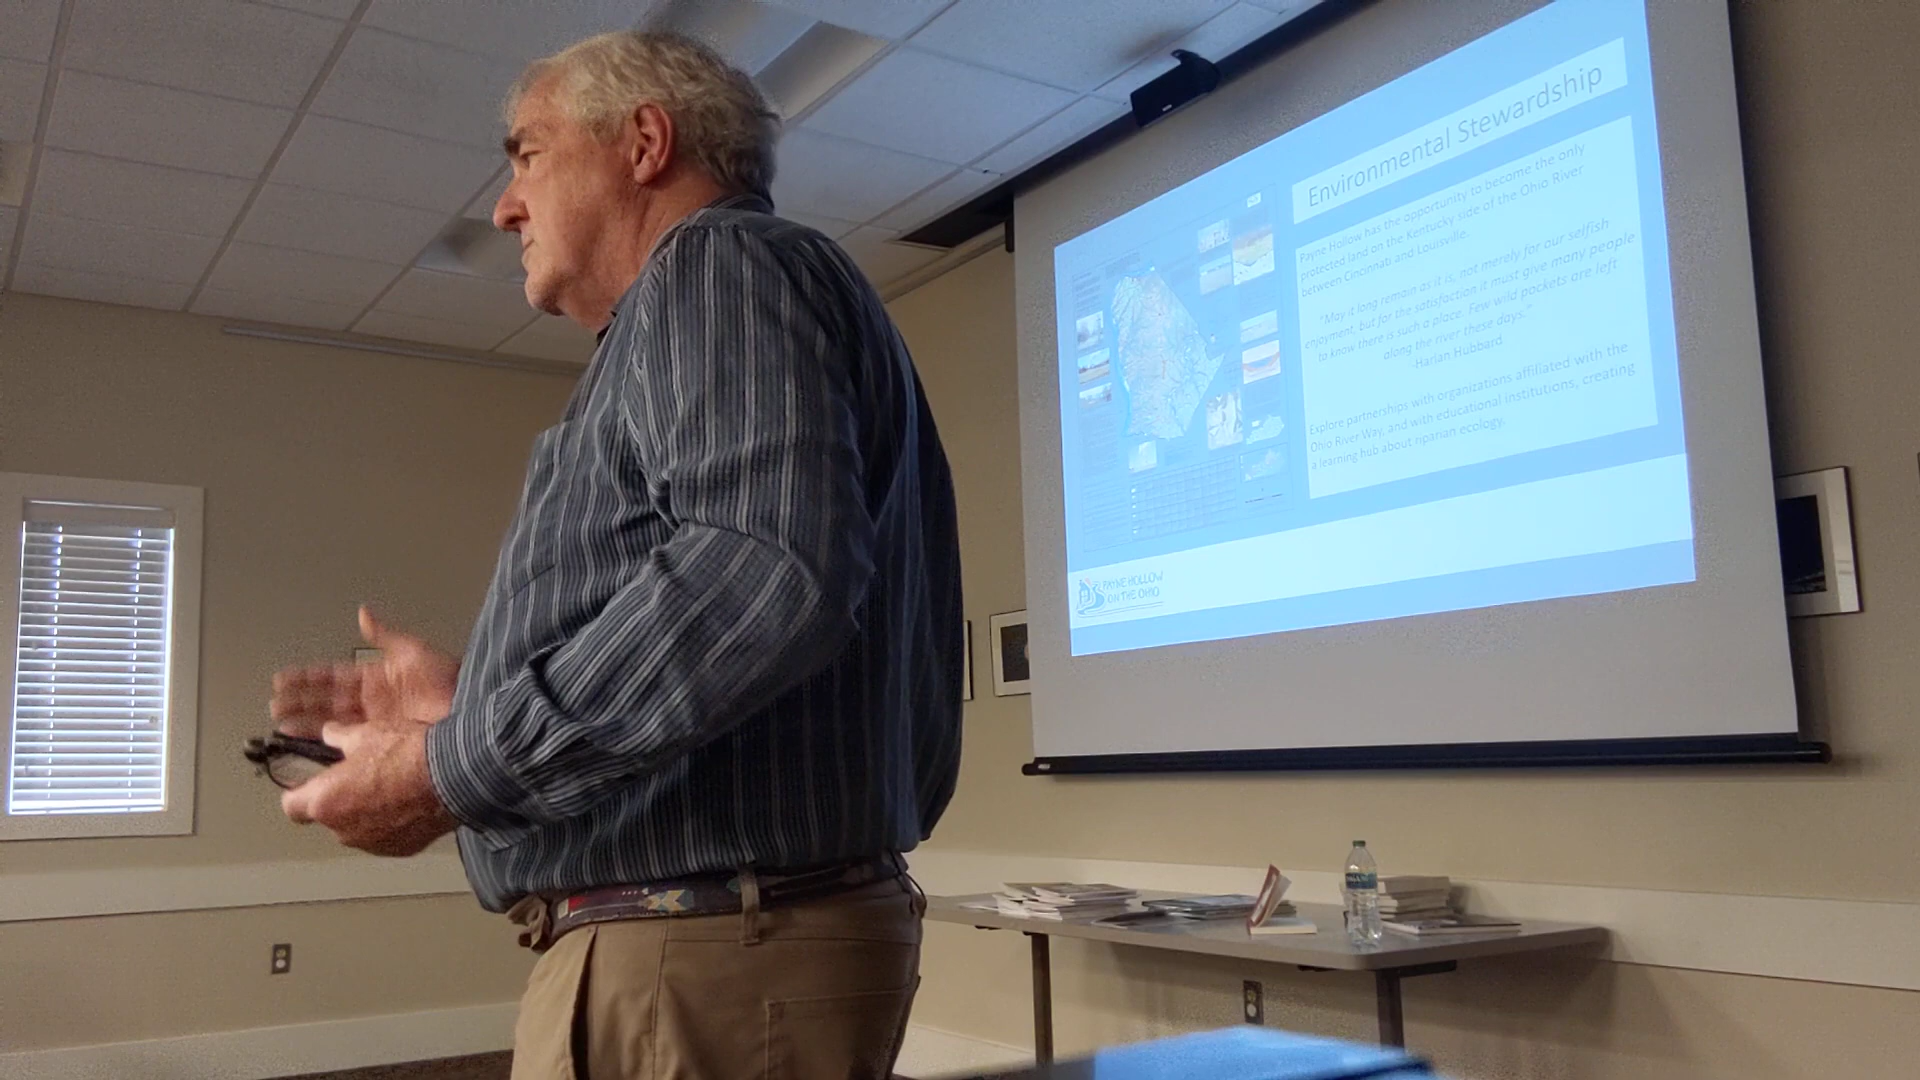 Environmental Stewardship
Payne Hollow has the opportunity to become the only
protected land on the Kentucky side of the Ohio River
between Cincinnati and Louisville.
"May it long remain as it is, not merely for our selfish
enjoyment, but for the satisfaction it must give many people
to know there is such a place. Few wild pockets are left
along the river these days."
-Harlan Hubbard
Explore partnerships with organizations affiliated with the
Ohio River Way, and with educational institutions, creating
a learning hub about riparian ecology.
PAYNE HOLLOW
ON THE OHIO